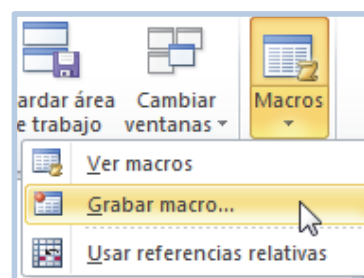 ardar área Cambiar Macros
e trabajo ventanas
Ver macros
Grabar macro...
Usar referencias relativas